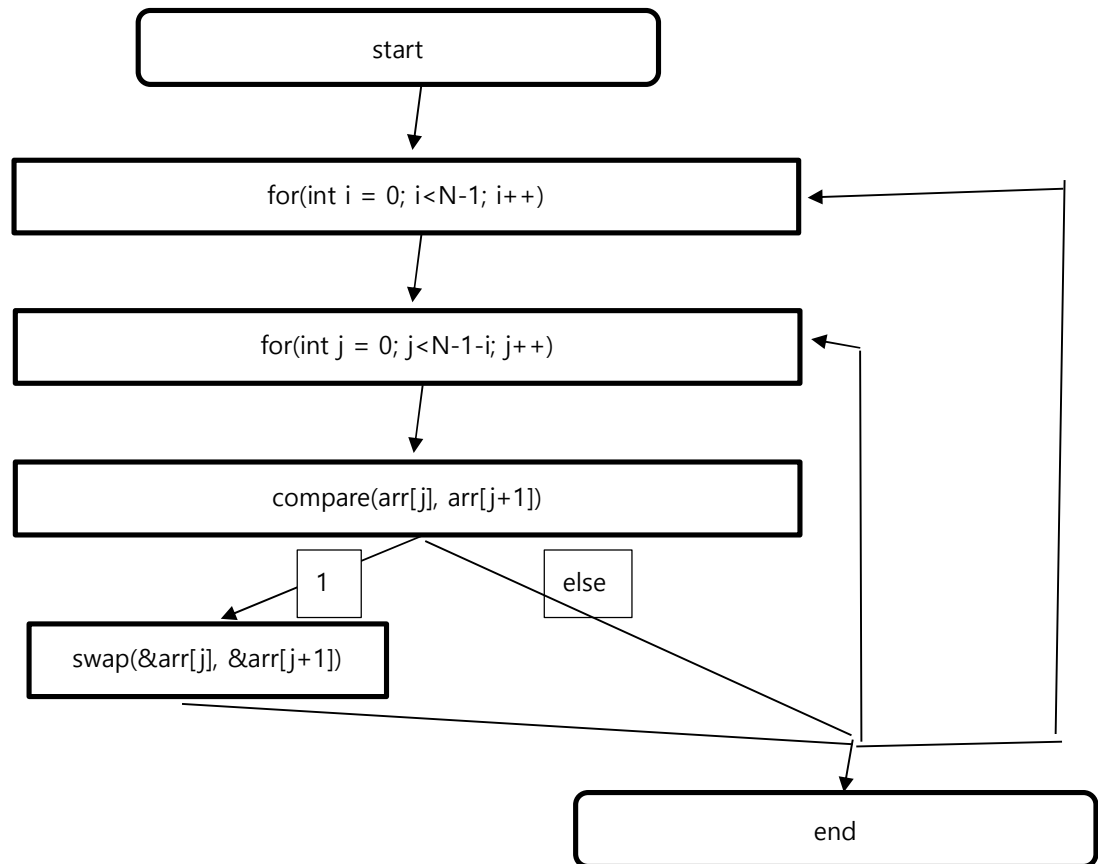 start
for(int i = 0; i<N-1; i++)
for(int j = 0; j<N-1-i; j++)
compare(arr[j], arr[j+1])
1
else
swap(&arr[j], &arr[j+1])
end